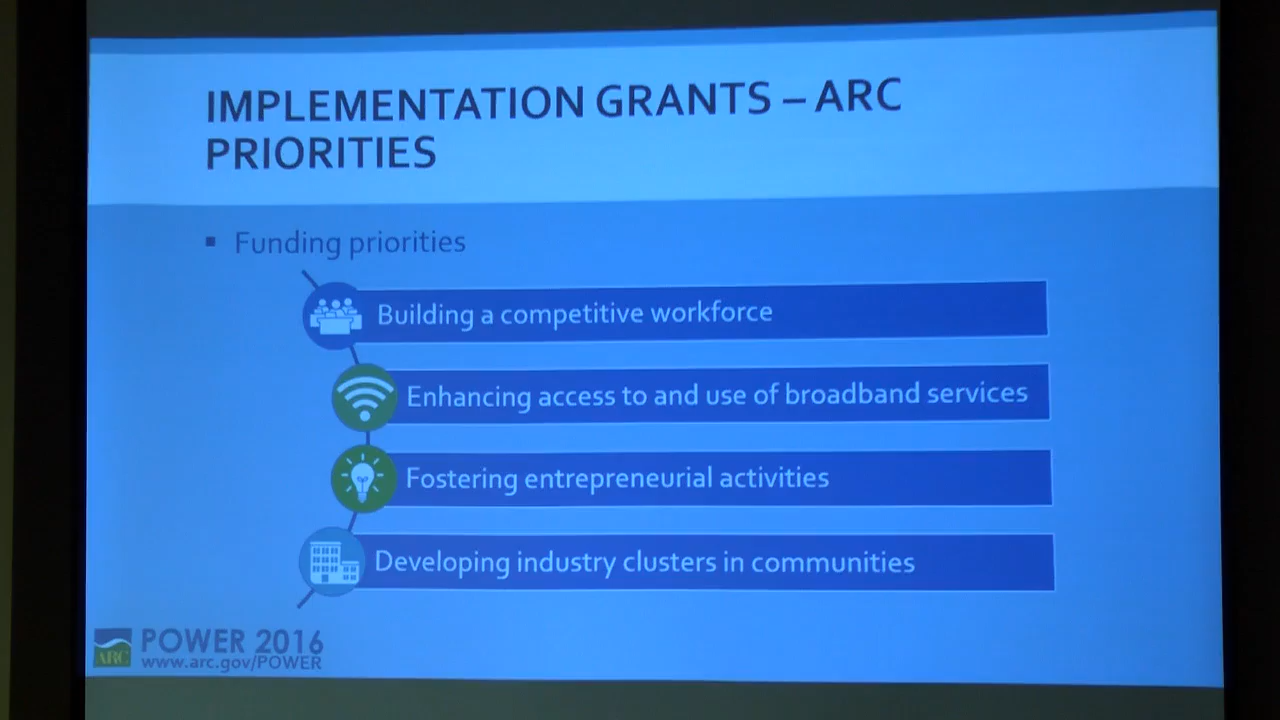 IMPLEMENTATION GRANTS – ARC
PRIORITIES
▪ Funding priorities
Building a competitive workforce
Enhancing access to and use of broadband services
Fostering entrepreneurial activities
Developing industry clusters in communities
ARC
POWER 2016
www.arc.gov/POWER